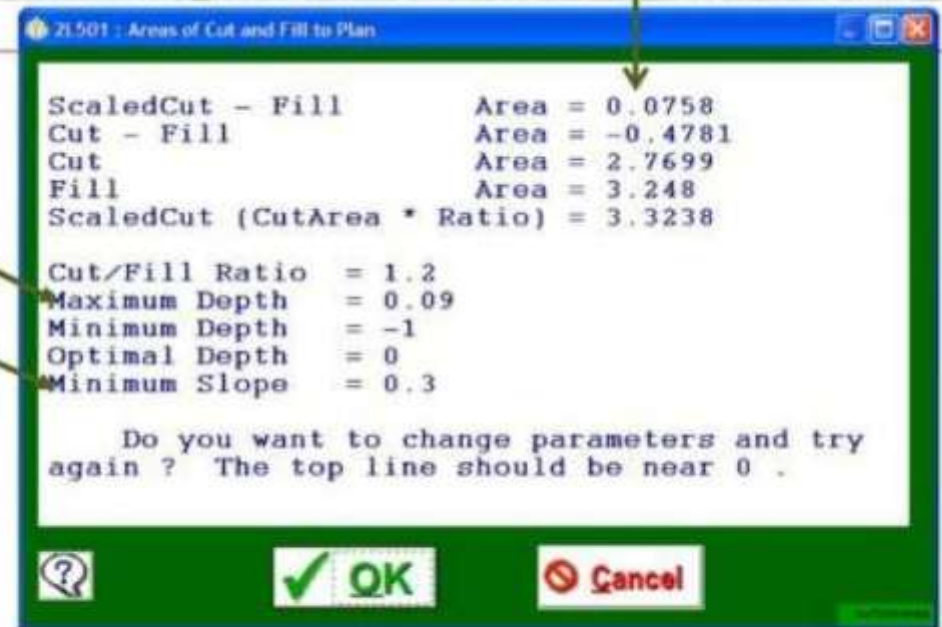 2L501 : Areas of Cut and Fill to Plan
ScaledCut - Fill Area = 0.0758
Cut - Fill Area = -0.4781
Cut Area = 2.7699
Fill Area = 3.248
ScaledCut (CutArea * Ratio) = 3.3238
Cut/Fill Ratio = 1.2
Maximum Depth = 0.09
Minimum Depth = -1
Optimal Depth = 0
Minimum Slope = 0.3
Do you want to change parameters and try
again ? The top line should be near 0 .
OK
Cancel